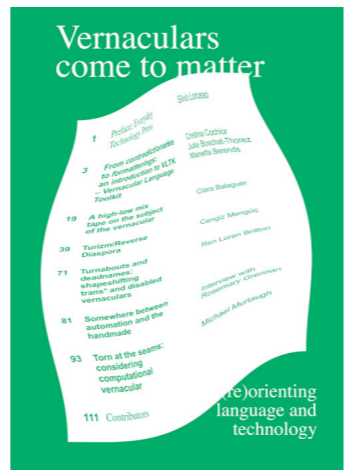 Vernaculars
come to matter
Silvio Lorusso
1 Preface: Everyday
Technology Press
Cristina Cochior,
Julie Boschat-Thorez,
Manetta Berends
3 From contradictionaries
to formatterings:
an introduction to VLTK
– Vernacular Language
Toolkit
Clara Balaguer
19 A high-low mix
tape on the subject
of the vernacular
Cengiz Mengüç
39 Turizm/Reverse
Diaspora
Ren Loren Britton
71 Turnabouts and
deadnames:
shapeshifting
trans* and disabled
vernaculars
Interview with
Rosemary Grennan
81 Somewhere between
automation and the
handmade
Michael Murtaugh
93 Torn at the seams:
considering
computational
vernacular
111 Contributors
(re)orienting
language and
technology